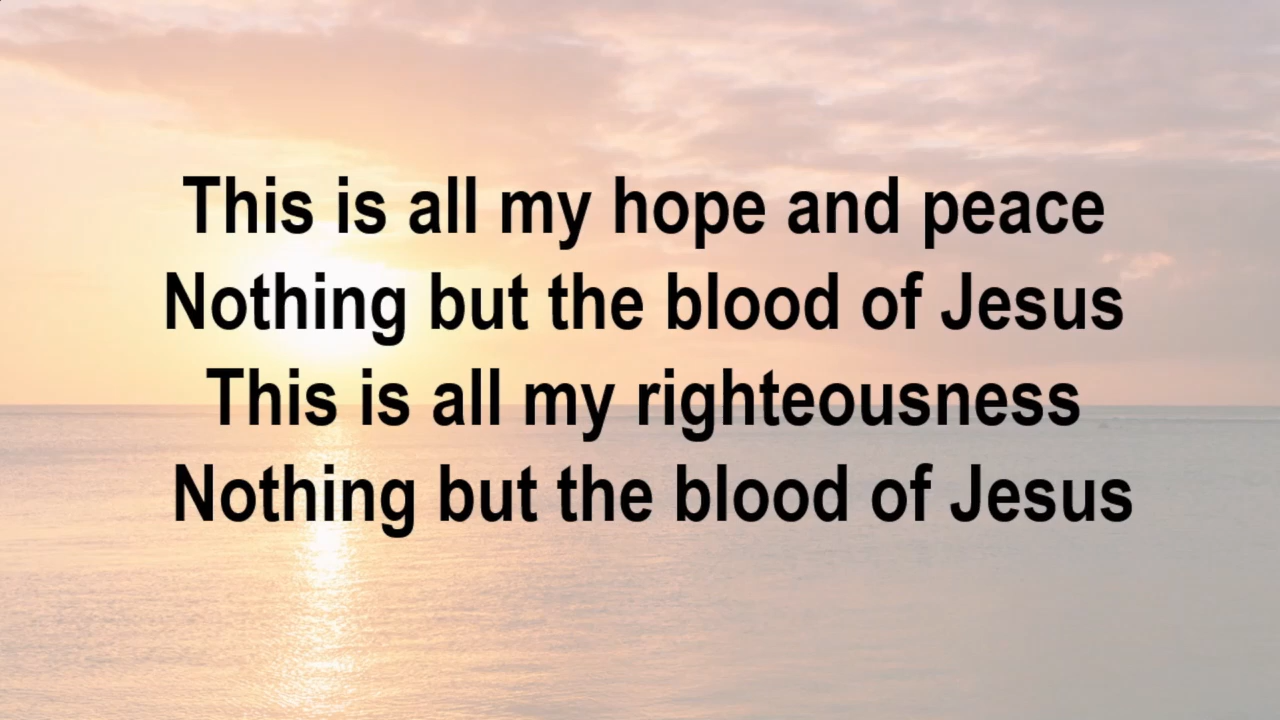 This is all my hope and peace
Nothing but the blood of Jesus
This is all my righteousness
Nothing but the blood of Jesus